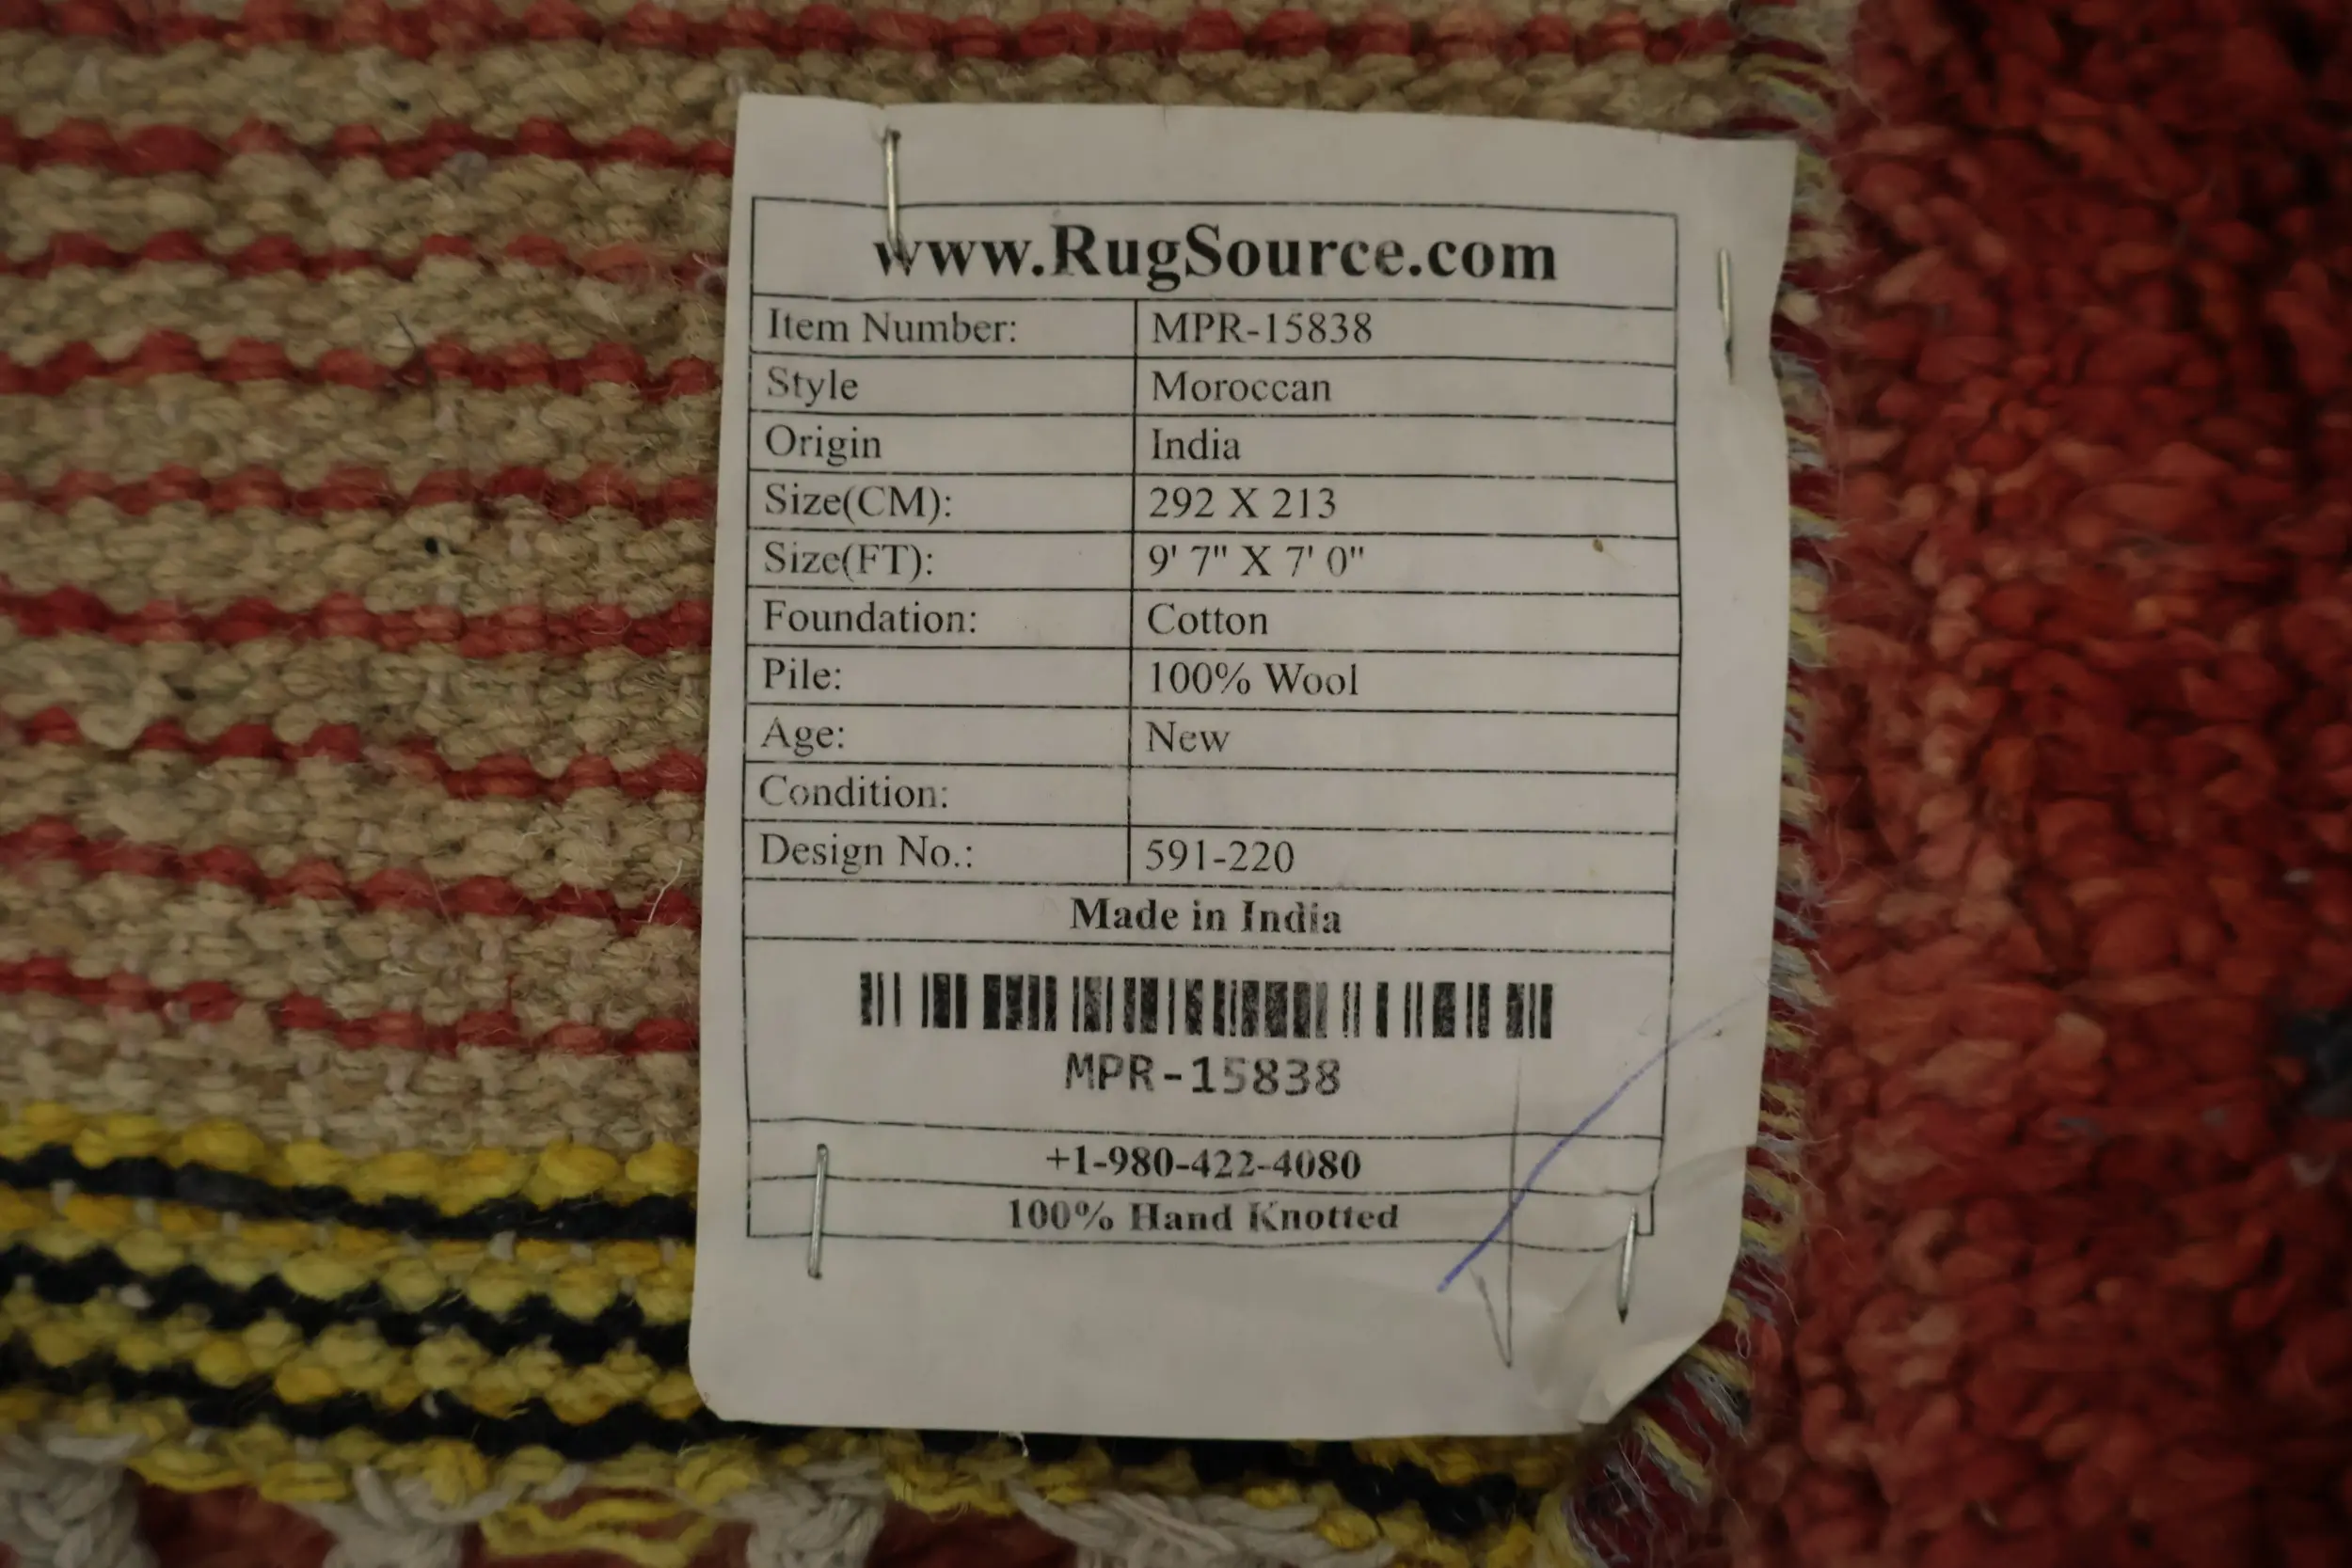 www.RugSource.com
Item Number: MPR-15838
Style Moroccan
Origin India
Size(CM): 292 X 213
Size(FT): 9' 7" X 7' 0"
Foundation: Cotton
Pile: 100% Wool
Age: New
Condition:
Design No.: 591-220
Made in India
MPR-15838
+1-980-422-4080
100% Hand Knotted